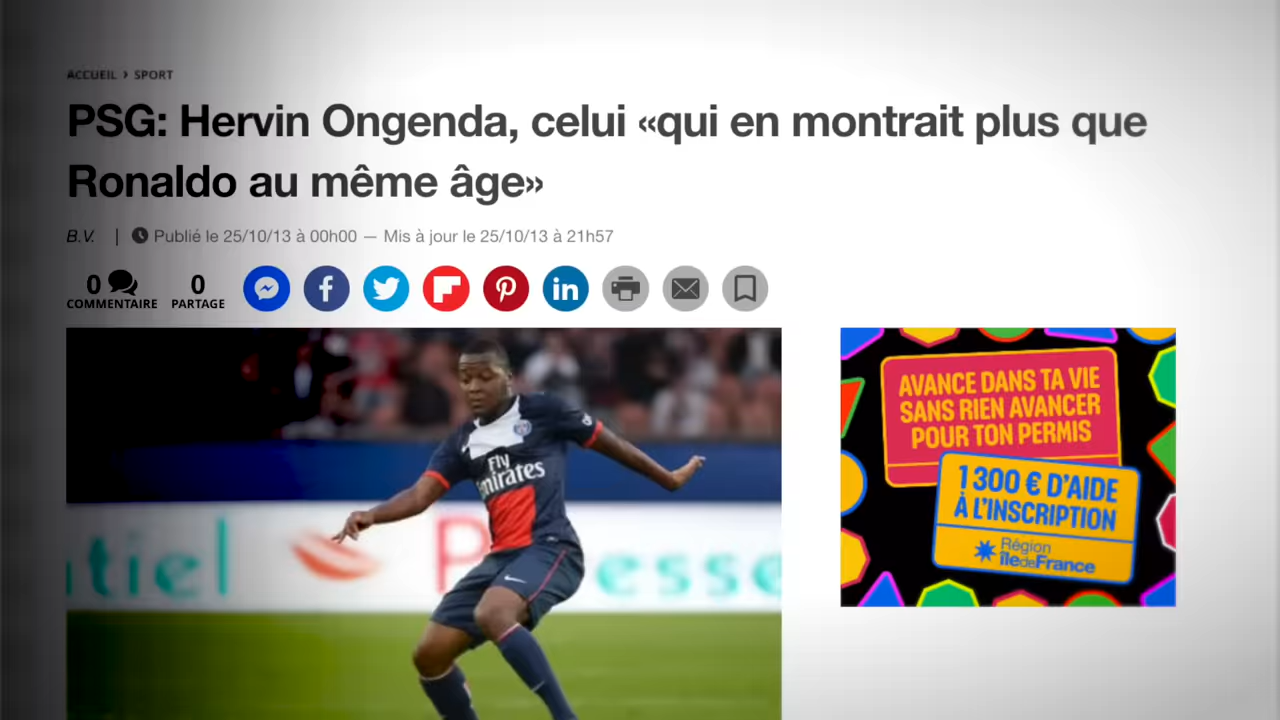 ACCUEIL › SPORT
PSG: Hervin Ongenda, celui «qui en montrait plus que
Ronaldo au même âge»
B.V. | Publié le 25/10/13 à 00h00 — Mis à jour le 25/10/13 à 21h57
0 0
COMMENTAIRE PARTAGE
Fly
Emirates
tiel P esse
AVANCE DANS TA VIE
SANS RIEN AVANCER
POUR TON PERMIS
1 300 € D'AIDE
À L'INSCRIPTION
Région
îledeFrance